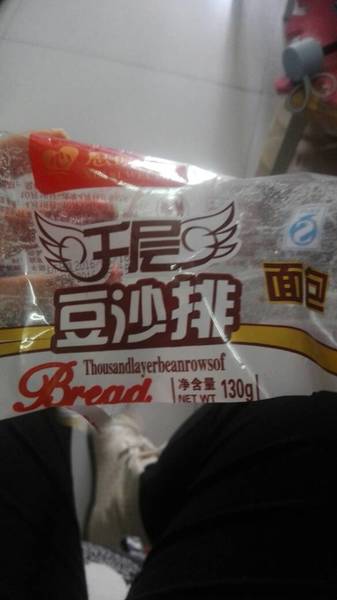 千层
豆沙排
面包
Thousandlayerbeanrowsof
Bread
净含量
NET WT
130g